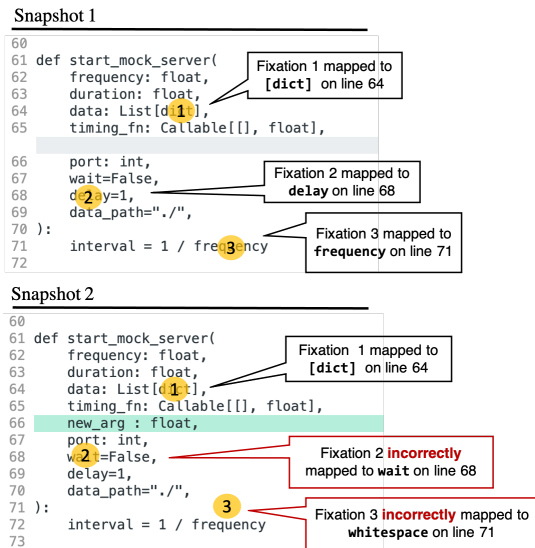 Snapshot 1
60
61 def start_mock_server(
62 frequency: float,
63 duration: float,
64 data: List[dict],
65 timing_fn: Callable[[], float],
66 port: int,
67 wait=False,
68 delay=1,
69 data_path="./",
70 ):
71 interval = 1 / frequency
72
1
2
3
Fixation 1 mapped to
[dict] on line 64
Fixation 2 mapped to
delay on line 68
Fixation 3 mapped to
frequency on line 71
Snapshot 2
60
61 def start_mock_server(
62 frequency: float,
63 duration: float,
64 data: List[dict],
65 timing_fn: Callable[[], float],
66 new_arg : float,
67 port: int,
68 wait=False,
69 delay=1,
70 data_path="./",
71 ):
72 interval = 1 / frequency
73
1
2
3
Fixation 1 mapped to
[dict] on line 64
Fixation 2 incorrectly
mapped to wait on line 68
Fixation 3 incorrectly mapped to
whitespace on line 71